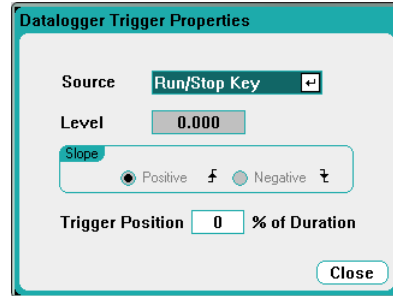 Datalogger Trigger Properties
Source Run/Stop Key
Level 0.000
Slope
Positive Negative
Trigger Position 0 % of Duration
Close